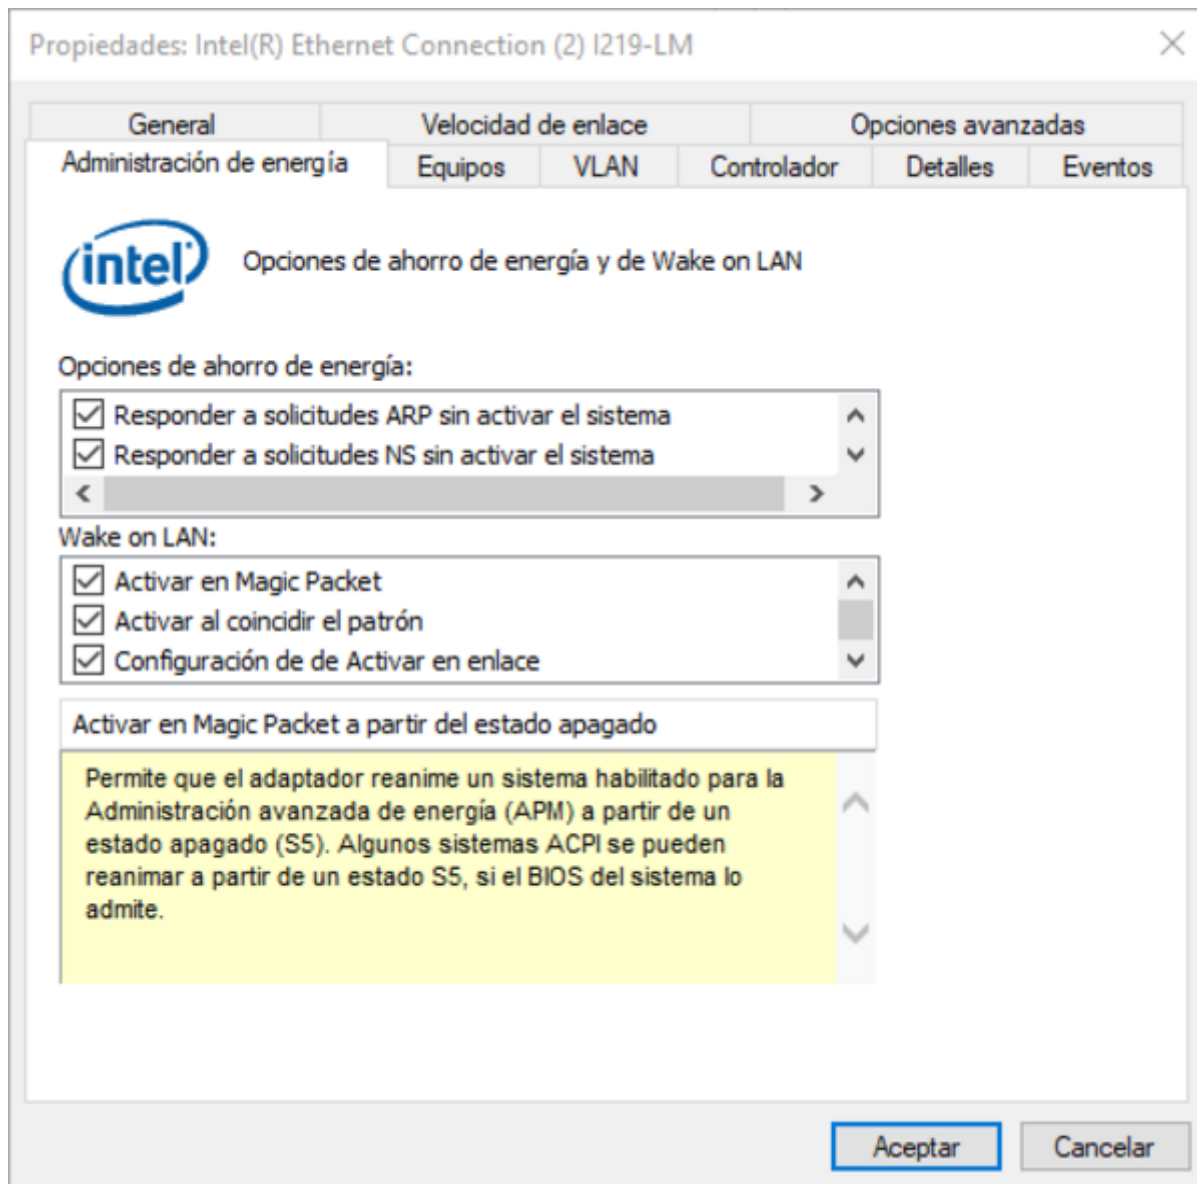 Propiedades: Intel(R) Ethernet Connection (2) I219-LM
General Velocidad de enlace Opciones avanzadas
Administración de energía Equipos VLAN Controlador Detalles Eventos
intel Opciones de ahorro de energía y de Wake on LAN
Opciones de ahorro de energía:
Responder a solicitudes ARP sin activar el sistema
Responder a solicitudes NS sin activar el sistema
Wake on LAN:
Activar en Magic Packet
Activar al coincidir el patrón
Configuración de de Activar en enlace
Activar en Magic Packet a partir del estado apagado
Permite que el adaptador reanime un sistema habilitado para la
Administración avanzada de energía (APM) a partir de un
estado apagado (S5). Algunos sistemas ACPI se pueden
reanimar a partir de un estado S5, si el BIOS del sistema lo
admite.
Aceptar Cancelar